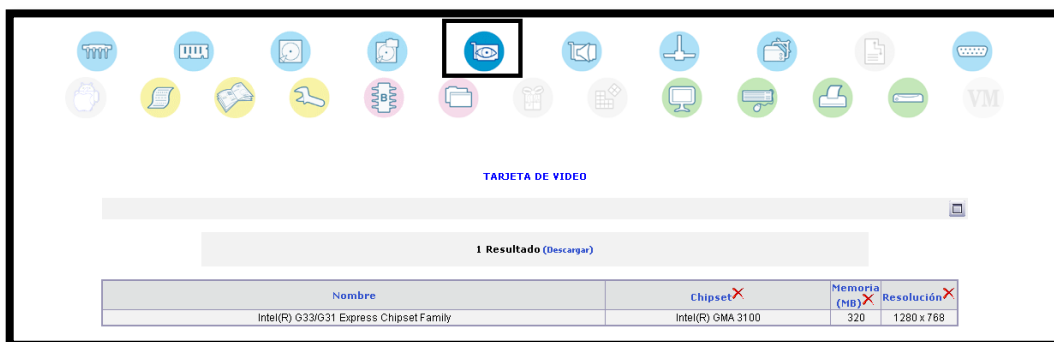 B
VM
TARJETA DE VIDEO
1 Resultado (Descargar)
Nombre Chipset Memoria (MB) Resolución
Intel(R) G33/G31 Express Chipset Family Intel(R) GMA 3100 320 1280 x 768